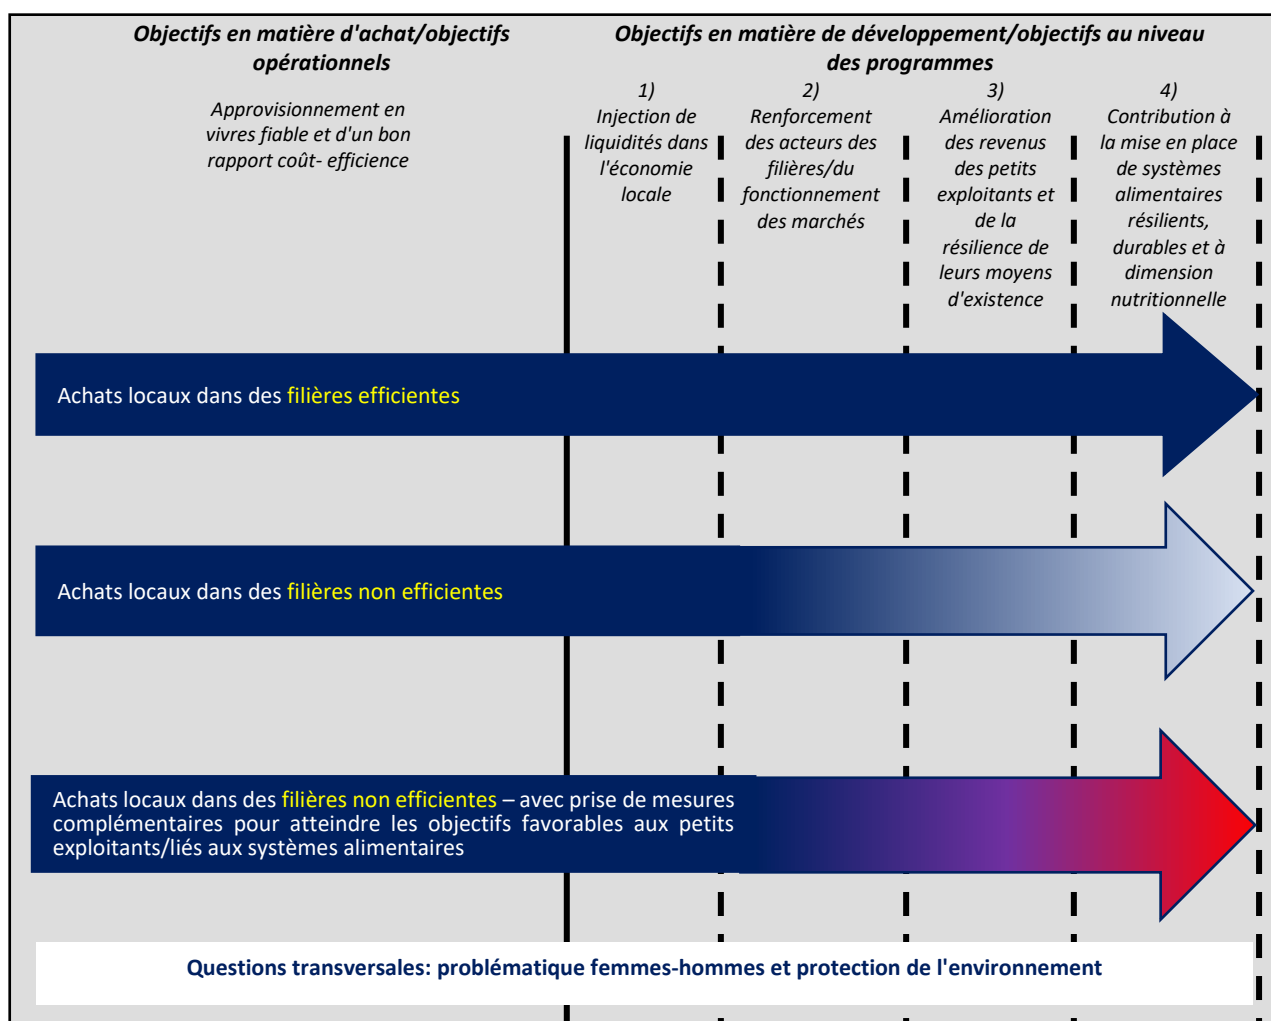 Objectifs en matière d'achat/objectifs
opérationnels
Approvisionnement en
vivres fiable et d'un bon
rapport coût- efficience
Objectifs en matière de développement/objectifs au niveau
des programmes
1)
Injection de
liquidités dans
l'économie
locale
2)
Renforcement
des acteurs des
filières/du
fonctionnement
des marchés
3)
Amélioration
des revenus
des petits
exploitants et
de la
résilience de
leurs moyens
d'existence
4)
Contribution à
la mise en place
de systèmes
alimentaires
résilients,
durables et à
dimension
nutritionnelle
Achats locaux dans des filières efficientes
Achats locaux dans des filières non efficientes
Achats locaux dans des filières non efficientes – avec prise de mesures
complémentaires pour atteindre les objectifs favorables aux petits
exploitants/liés aux systèmes alimentaires
Questions transversales: problématique femmes-hommes et protection de l'environnement